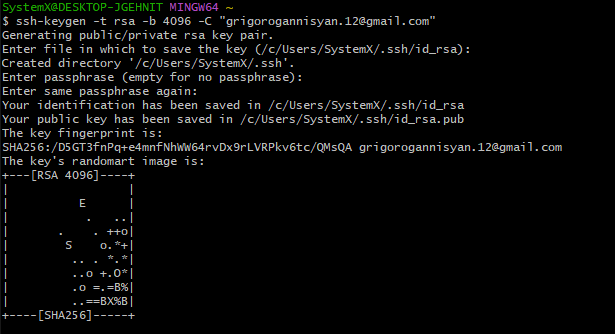 SystemX@DESKTOP-JGEHNIT MINGW64 ~
$ ssh-keygen -t rsa -b 4096 -C "grigorogannisyan.12@gmail.com"
Generating public/private rsa key pair.
Enter file in which to save the key (/c/Users/SystemX/.ssh/id_rsa):
Created directory '/c/Users/SystemX/.ssh'.
Enter passphrase (empty for no passphrase):
Enter same passphrase again:
Your identification has been saved in /c/Users/SystemX/.ssh/id_rsa
Your public key has been saved in /c/Users/SystemX/.ssh/id_rsa.pub
The key fingerprint is:
SHA256:/D5GT3fnPq+e4mnfNhWW64rvDx9rLVRPkv6tc/QMsQA grigorogannisyan.12@gmail.com
The key's randomart image is:
+---[RSA 4096]----+
|                 |
|          E      |
|           .   ..|
|       .    . ++o|
|        S    o.*+|
|         .. . *.*|
|         ..o +.O*|
|         .o =.=B%|
|         ..==BX%B|
+----[SHA256]-----+